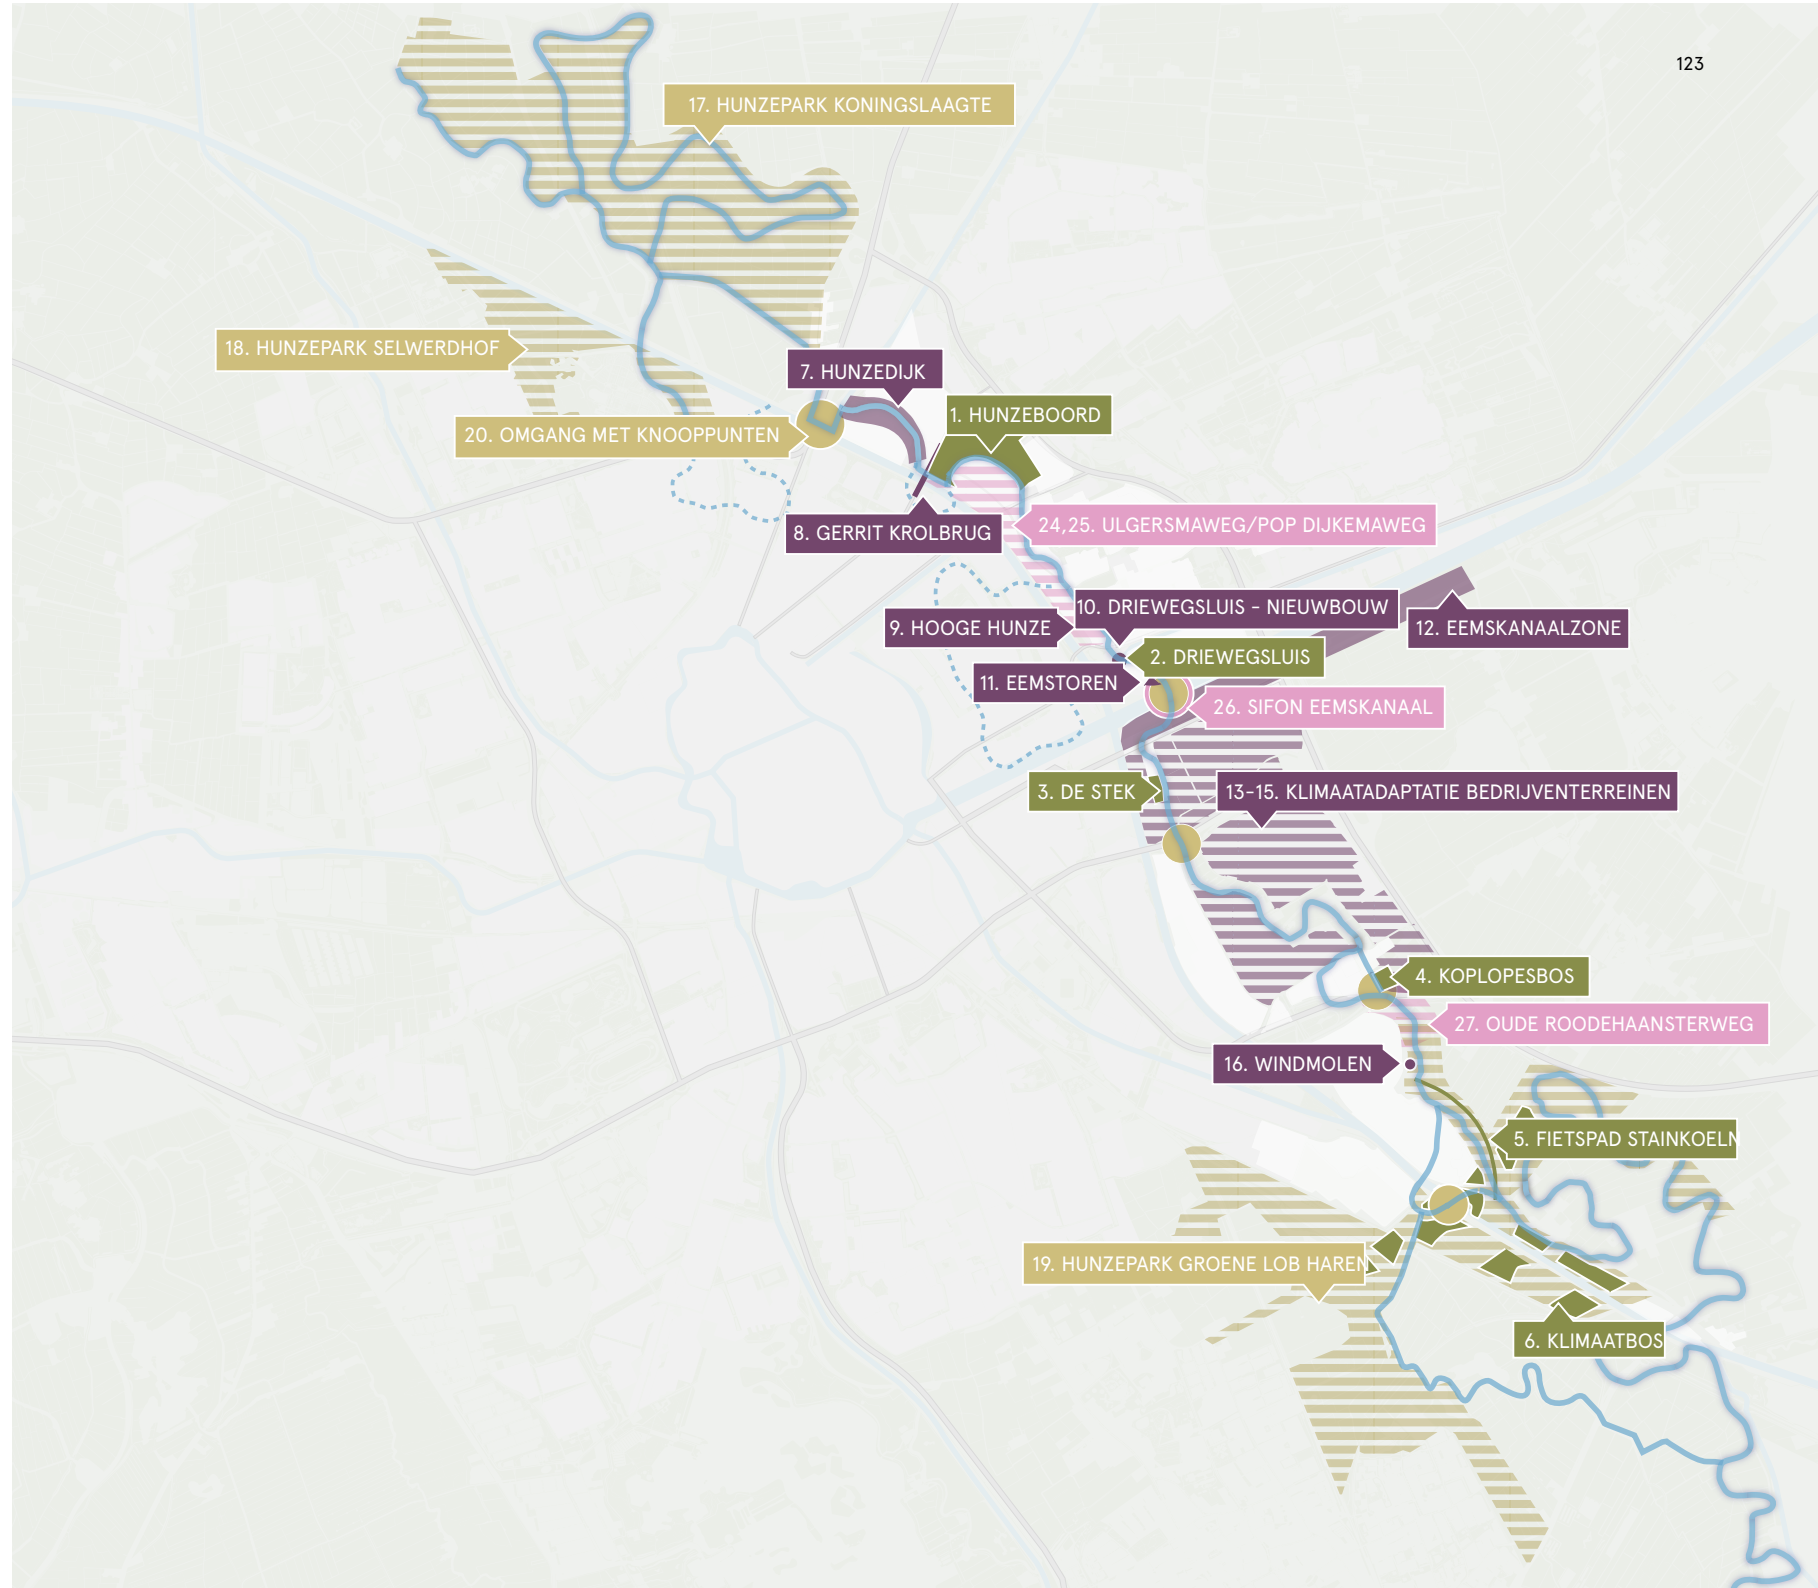 123
17. HUNZEPARK KONINGSLAAGTE
18. HUNZEPARK SELWERDHOF
7. HUNZEDIJK
1. HUNZEBOORD
20. OMGANG MET KNOOPPUNTEN
8. GERRIT KROLBRUG
24,25. ULGERSMAWEG/POP DIJKEMAWEG
10. DRIEWEGSLUIS - NIEUWBOUW
9. HOOGE HUNZE
12. EEMSKANAALZONE
2. DRIEWEGSLUIS
11. EEMSTOREN
26. SIFON EEMSKANAAL
3. DE STEK
13-15. KLIMAATADAPTATIE BEDRIJVENTERREINEN
4. KOPLOPESBOS
27. OUDE ROODEHAANSTERWEG
16. WINDMOLEN
5. FIETSPAD STAINKOELN
19. HUNZEPARK GROENE LOB HAREN
6. KLIMAATBOS